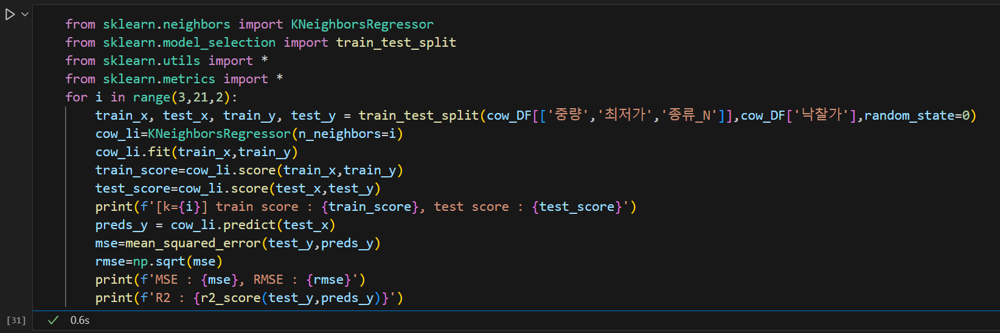 from sklearn.neighbors import KNeighborsRegressor
from sklearn.model_selection import train_test_split
from sklearn.utils import *
from sklearn.metrics import *
for i in range(3,21,2):
    train_x, test_x, train_y, test_y = train_test_split(cow_DF[['중량','최저가','종류_N']],cow_DF['낙찰가'],random_state=0)
    cow_li=KNeighborsRegressor(n_neighbors=i)
    cow_li.fit(train_x,train_y)
    train_score=cow_li.score(train_x,train_y)
    test_score=cow_li.score(test_x,test_y)
    print(f'[k={i}] train score : {train_score}, test score : {test_score}')
    preds_y = cow_li.predict(test_x)
    mse=mean_squared_error(test_y,preds_y)
    rmse=np.sqrt(mse)
    print(f'MSE : {mse}, RMSE : {rmse}')
    print(f'R2 : {r2_score(test_y,preds_y)}')
[31] ✓ 0.6s